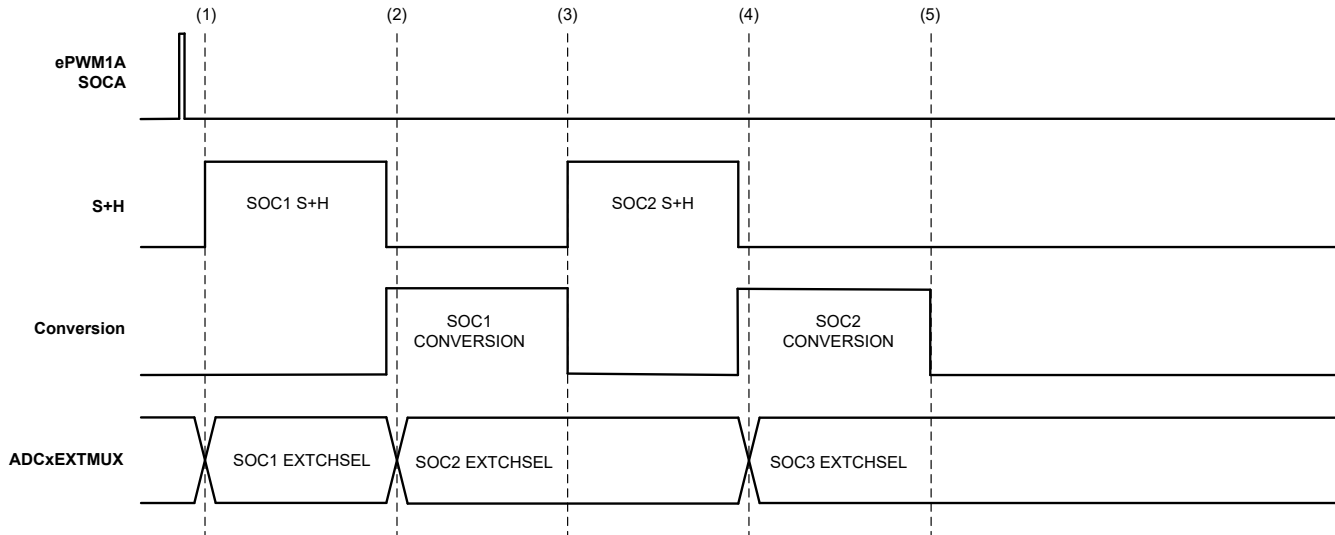 (1)
(2)
(3)
(4)
(5)
ePWM1A
SOCA
S+H
SOC1 S+H
SOC2 S+H
Conversion
SOC1
CONVERSION
SOC2
CONVERSION
ADCxEXTMUX
SOC1 EXTCHSEL
SOC2 EXTCHSEL
SOC3 EXTCHSEL